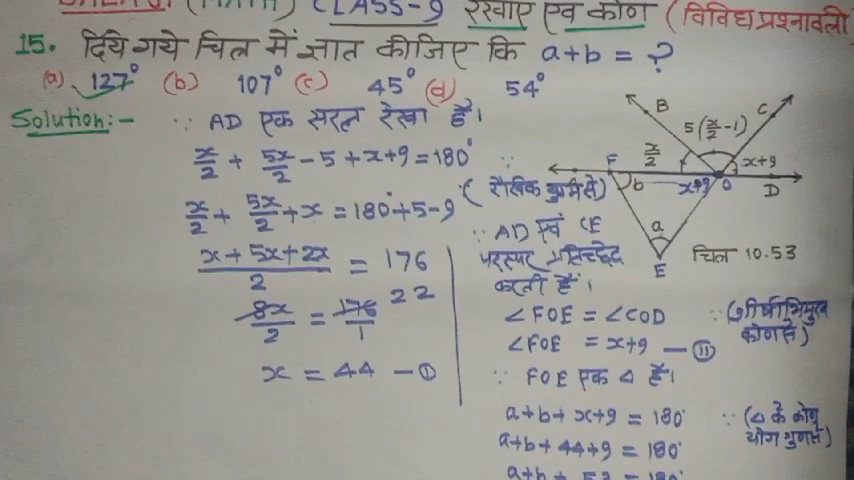 (विविध प्रश्नावली)
CLASS-9 रेखाएं एवं कोण
15. दिये गये चित्र में ज्ञात कीजिए कि a+b = ?
(a) 127° (b) 107° (c) 45° (d) 54°
Solution:- ∵ AD एक सरल रेखा है।
x/2 + 5x/2 - 5 + x + 9 = 180° ∵
(रैखिक युग्म से)
x/2 + 5x/2 + x = 180° + 5 - 9
x + 5x + 2x / 2 = 176
8x/2 = 176/1 22
x = 44 — ①
B
C
5(x/2 - 1)
x/2
x+9
F
b
x+9
O
D
a
E
चित्र 10.53
∵ AD एवं CE
परस्पर प्रतिच्छेद
करती हैं।
∠FOE = ∠COD ∵ (शीर्षाभिमुख
कोण से)
∠FOE = x+9 — ⑪
∵ FOE एक Δ है।
a+b+x+9 = 180° ∵ (Δ के कोण
योग गुण से)
a+b+44+9 = 180°
a+b+53 = 180°